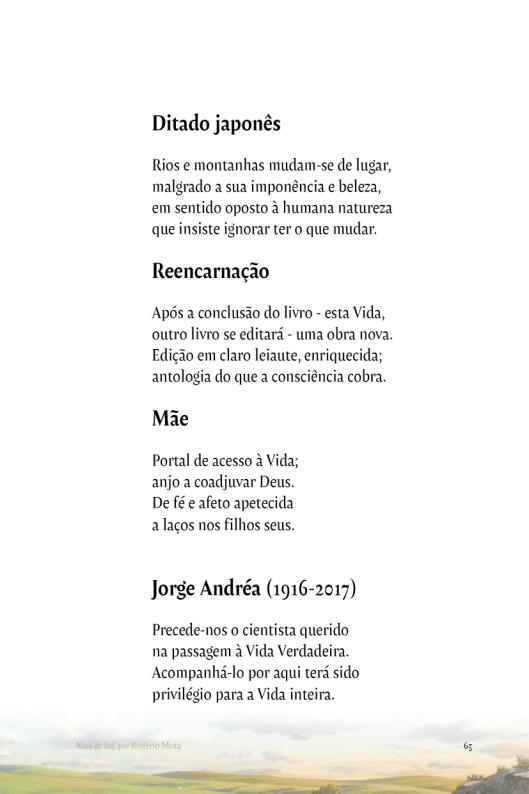 Ditado japonês
Rios e montanhas mudam-se de lugar,
malgrado a sua imponência e beleza,
em sentido oposto à humana natureza
que insiste ignorar ter o que mudar.
Reencarnação
Após a conclusão do livro - esta Vida,
outro livro se editará - uma obra nova.
Edição em claro leiaute, enriquecida;
antologia do que a consciência cobra.
Mãe
Portal de acesso à Vida;
anjo a coadjuvar Deus.
De fé e afeto apetecida
a laços nos filhos seus.
Jorge Andréa (1916-2017)
Precede-nos o cientista querido
na passagem à Vida Verdadeira.
Acompanhá-lo por aqui terá sido
privilégio para a Vida inteira.
Naco de Sol, por Rogério Mota
65